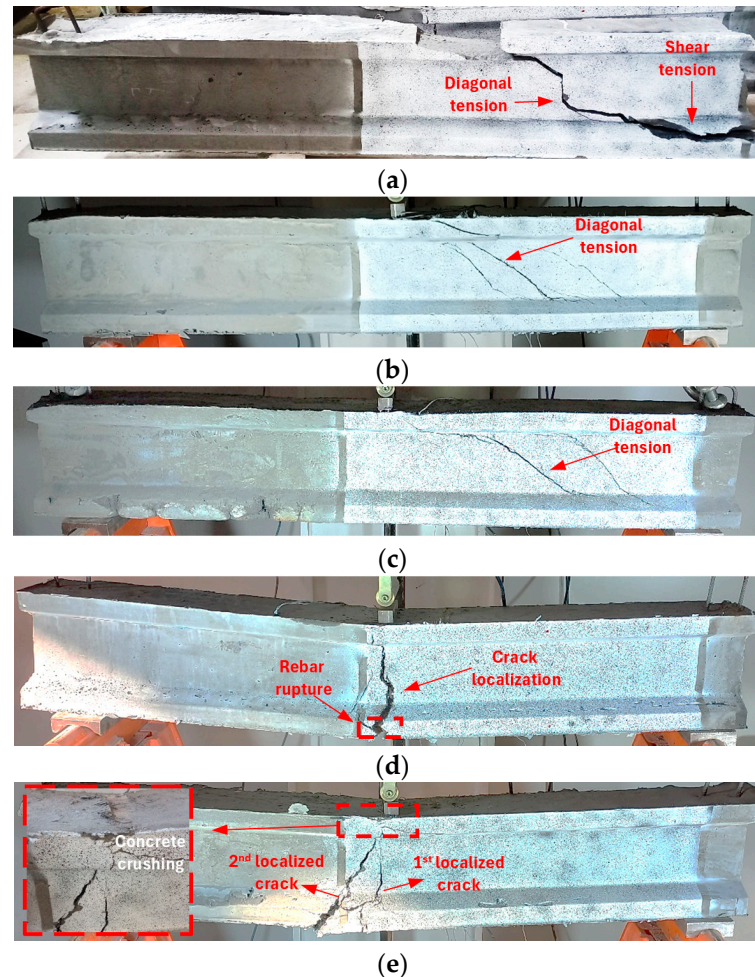 Shear
tension
Diagonal
tension
(a)
Diagonal
tension
(b)
Diagonal
tension
(c)
Rebar
rupture
Crack
localization
(d)
Concrete
crushing
2nd localized
crack
1st localized
crack
(e)